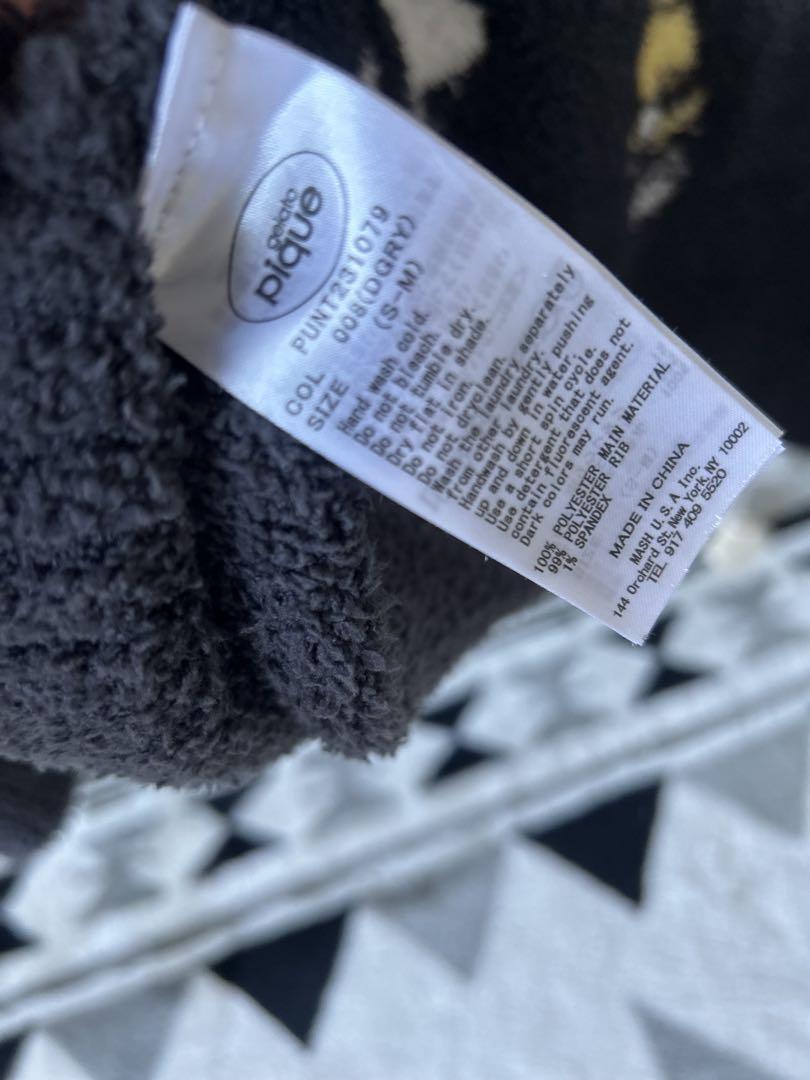 gelato
pique
PUNT231079
COL 008(DGRY)
SIZE (S-M)
Hand wash cold.
Do not bleach.
Do not tumble dry.
Dry flat in shade.
Do not iron.
Do not dryclean.
Wash the laundry separately
from other laundry.
Handwash by gently pushing
up and down in water.
Use a short spin cycle.
Use detergent that does not
contain fluorescent agent.
Dark colors may run.
100% POLYESTER MAIN MATERIAL
99% POLYESTER RIB
1% SPANDEX
MADE IN CHINA
MASH U.S.A Inc.
144 Orchard St, New York, NY 10002
TEL 917 409 5520